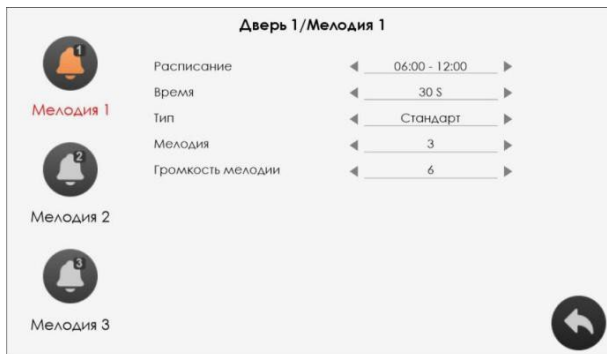 Дверь 1/Мелодия 1
1
Мелодия 1
Расписание 06:00 - 12:00
Время 30 S
Тип Стандарт
Мелодия 3
Громкость мелодии 6
2
Мелодия 2
3
Мелодия 3